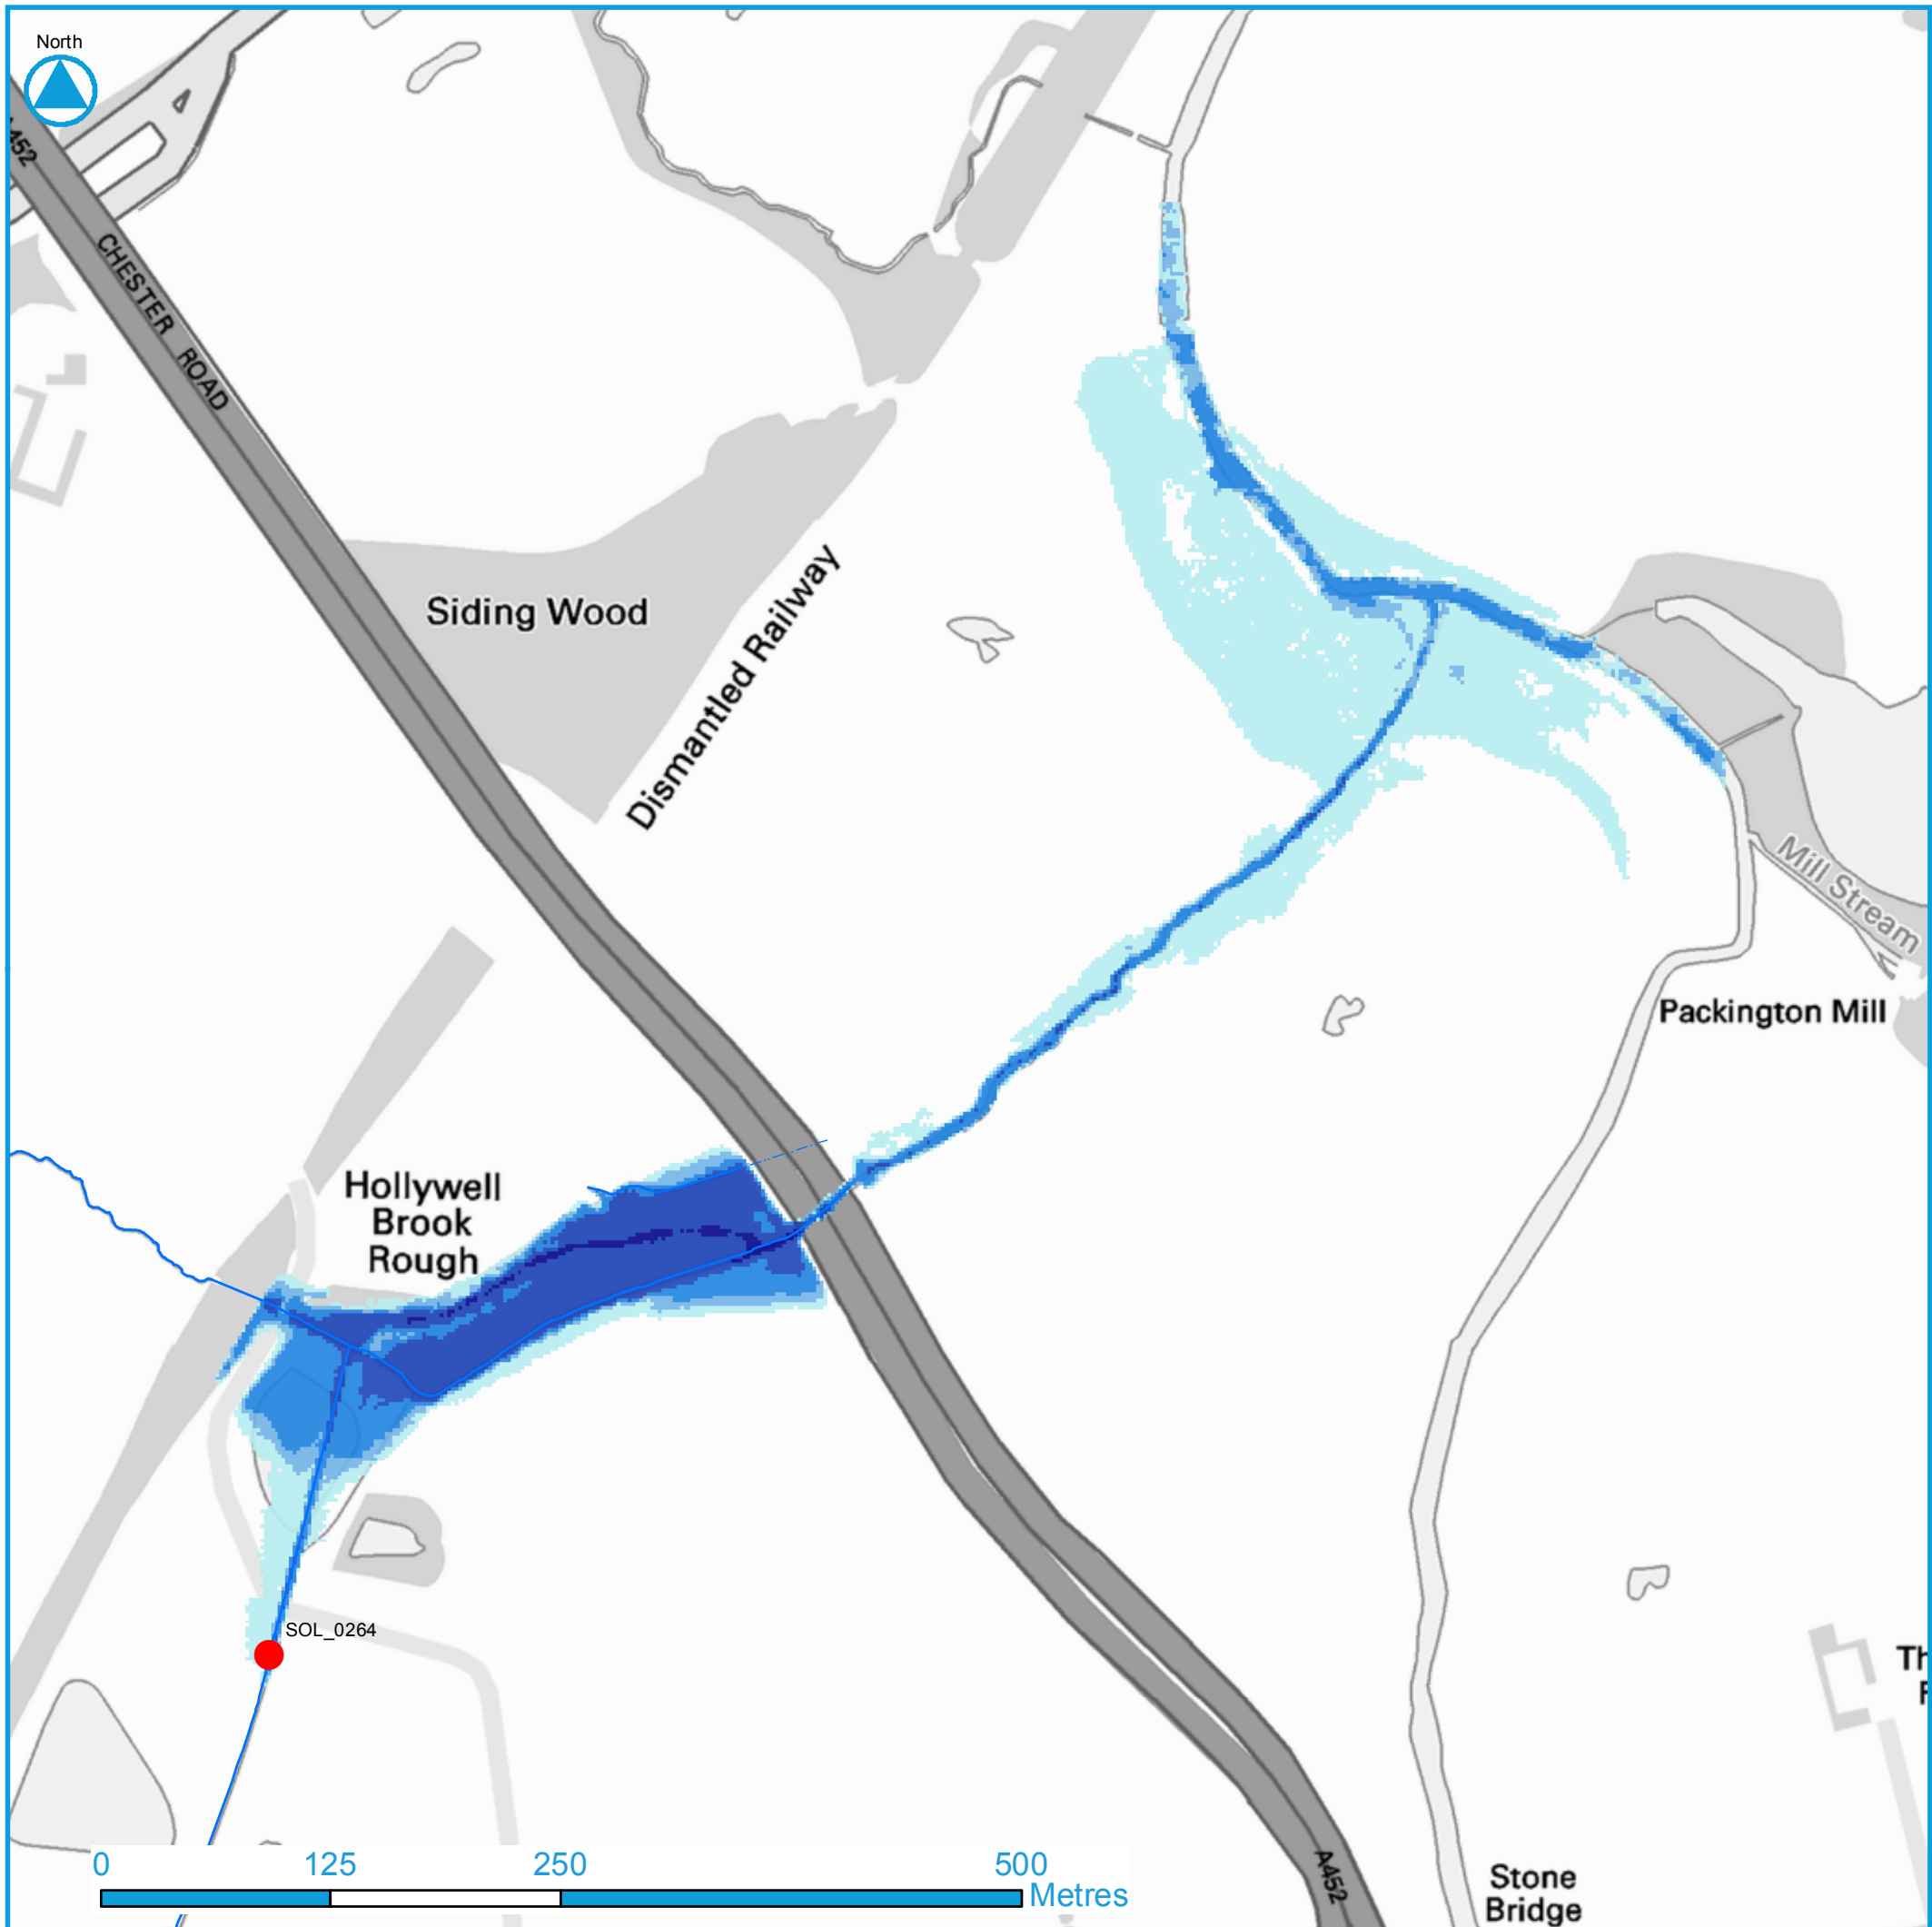 North
A452
CHESTER ROAD
Siding Wood
Dismantled Railway
Mill Stream
Packington Mill
Hollywell
Brook
Rough
SOL_0264
0 125 250 500
Metres
A452
Stone
Bridge